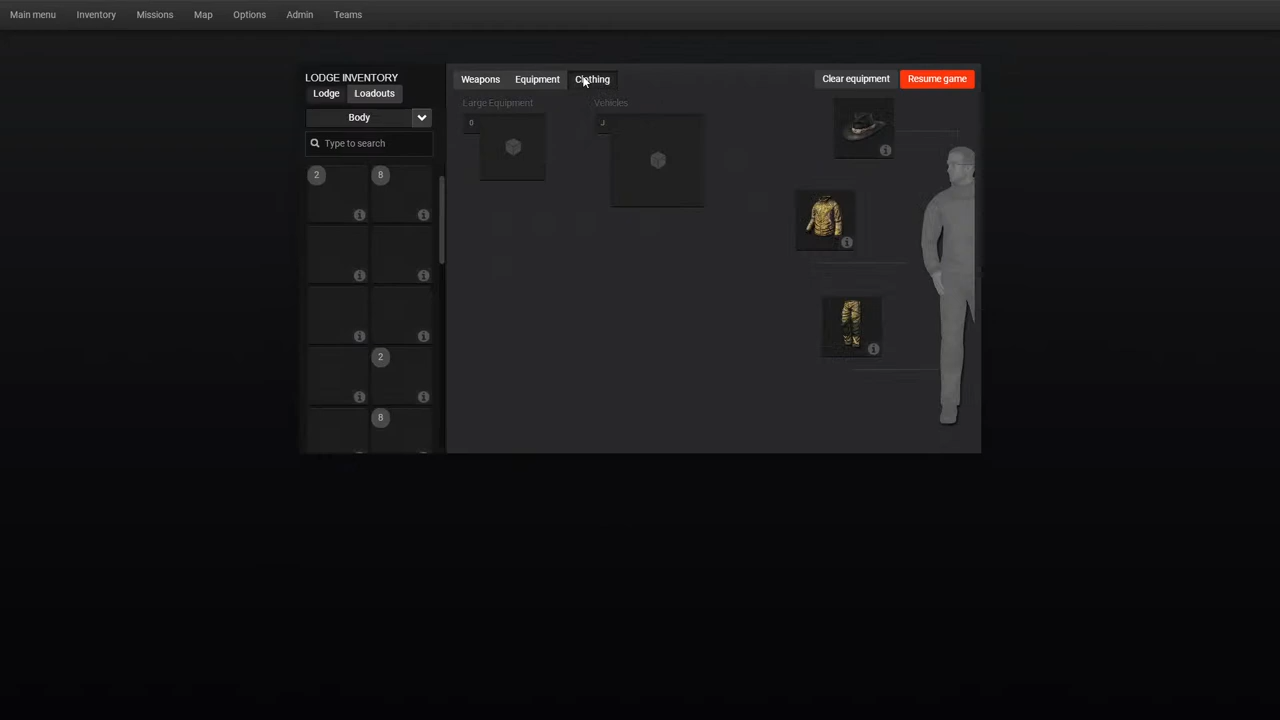 Main menu Inventory Missions Map Options Admin Teams
LODGE INVENTORY
Lodge Loadouts
Body
Type to search
2 8
2
8
Weapons Equipment Clothing
Clear equipment Resume game
Large Equipment Vehicles
0 J